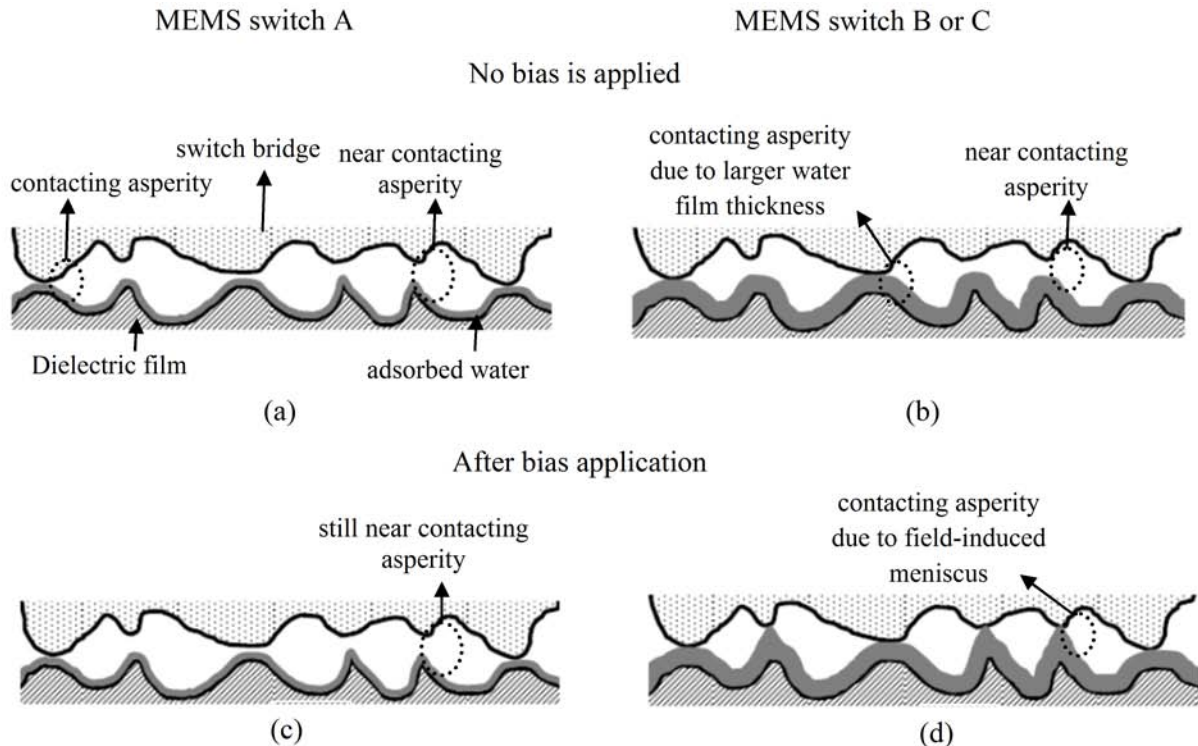 MEMS switch A
MEMS switch B or C
No bias is applied
contacting asperity
switch bridge
near contacting
asperity
contacting asperity
due to larger water
film thickness
near contacting
asperity
Dielectric film
adsorbed water
(a)
(b)
After bias application
still near contacting
asperity
contacting asperity
due to field-induced
meniscus
(c)
(d)